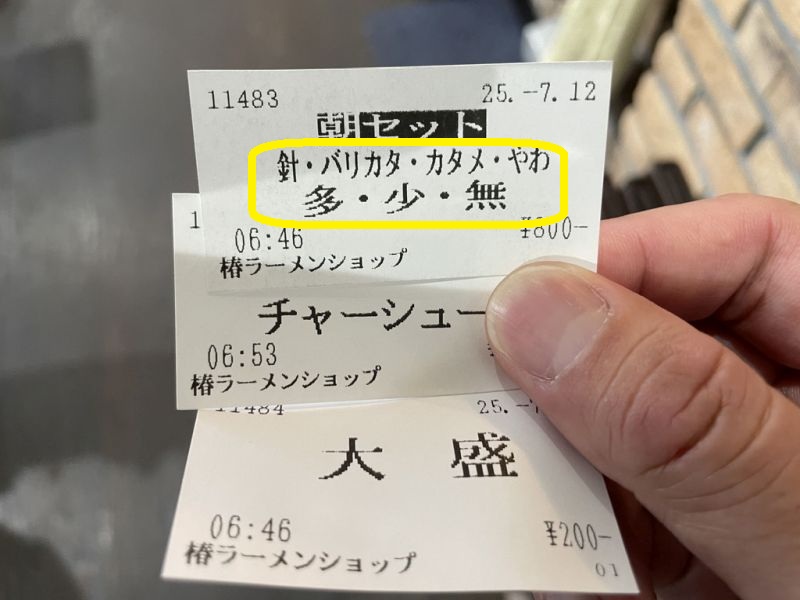 11483 25.-7.12
朝セット
針・バリカタ・カタメ・やわ
多・少・無
06:46 ¥800-
椿ラーメンショップ
1
チャーシュー
06:53
椿ラーメンショップ
11484 25.-7
大盛
06:46 ¥200-
椿ラーメンショップ
01